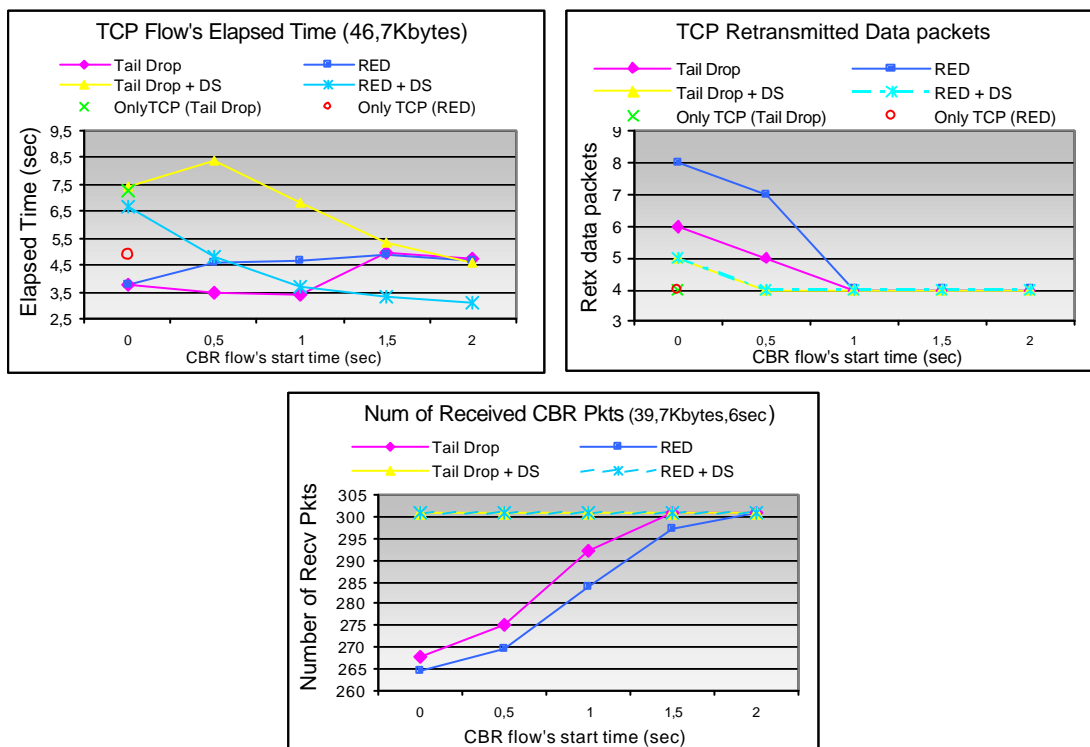 TCP Flow's Elapsed Time (46,7Kbytes)
Tail Drop
RED
Tail Drop + DS
RED + DS
OnlyTCP (Tail Drop)
Only TCP (RED)
Elapsed Time (sec)
9,5
8,5
7,5
6,5
5,5
4,5
3,5
2,5
0 0,5 1 1,5 2
CBR flow's start time (sec)
TCP Retransmitted Data packets
Tail Drop
RED
Tail Drop + DS
RED + DS
Only TCP (Tail Drop)
Only TCP (RED)
Retx data packets
9
8
7
6
5
4
3
0 0,5 1 1,5 2
CBR flow's start time (sec)
Num of Received CBR Pkts (39,7Kbytes,6sec)
Tail Drop
RED
Tail Drop + DS
RED + DS
Number of Recv Pkts
305
300
295
290
285
280
275
270
265
260
0 0,5 1 1,5 2
CBR flow's start time (sec)